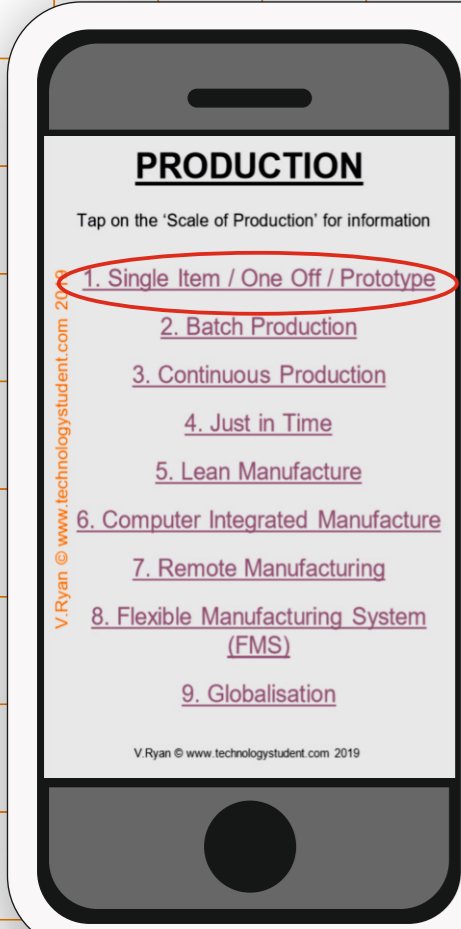 PRODUCTION
Tap on the 'Scale of Production' for information
1. Single Item / One Off / Prototype
2. Batch Production
3. Continuous Production
4. Just in Time
5. Lean Manufacture
6. Computer Integrated Manufacture
7. Remote Manufacturing
8. Flexible Manufacturing System
(FMS)
9. Globalisation
V.Ryan © www.technologystudent.com 2019
V.Ryan © www.technologystudent.com 2019